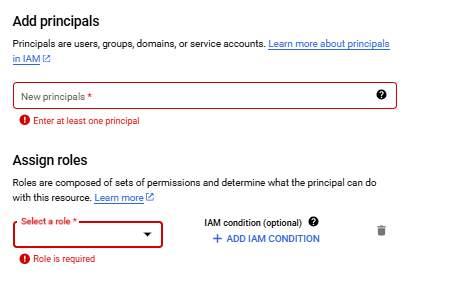 Add principals
Principals are users, groups, domains, or service accounts. Learn more about principals
in IAM
New principals *
Enter at least one principal
Assign roles
Roles are composed of sets of permissions and determine what the principal can do
with this resource. Learn more
Select a role *
IAM condition (optional) ?
+ ADD IAM CONDITION
Role is required